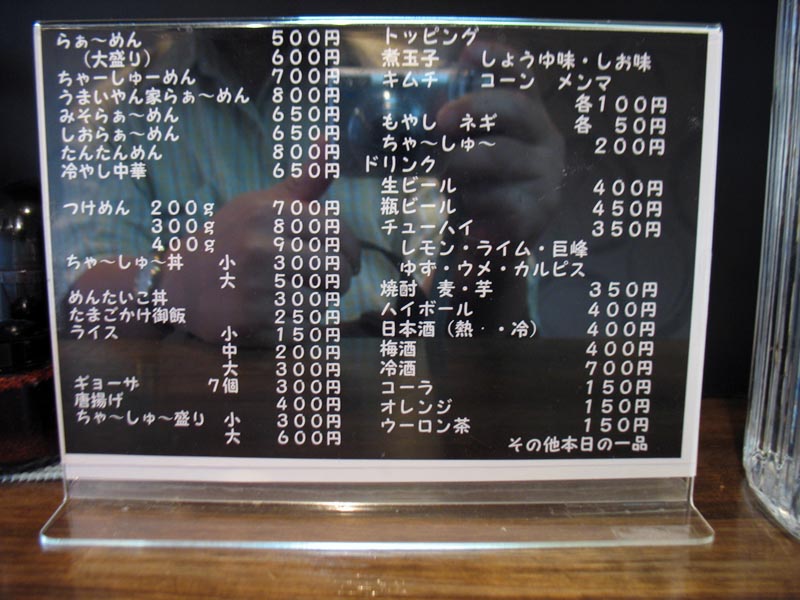 らぁ～めん 500円
（大盛り） 600円
ちゃーしゅーめん 700円
うまいやん家らぁ～めん 800円
みそらぁ～めん 650円
しおらぁ～めん 650円
たんたんめん 800円
冷やし中華 650円
つけめん 200g 700円
300g 800円
400g 900円
ちゃ～しゅ～丼 小 300円
大 500円
めんたいこ丼 300円
たまごかけ御飯 250円
ライス 小 150円
中 200円
大 300円
ギョーザ 7個 300円
唐揚げ 400円
ちゃ～しゅ～盛り 小 300円
大 600円
トッピング
煮玉子 しょうゆ味・しお味
キムチ コーン メンマ
各100円
もやし ネギ 各 50円
ちゃ～しゅ～ 200円
ドリンク
生ビール 400円
瓶ビール 450円
チューハイ 350円
レモン・ライム・巨峰
ゆず・ウメ・カルピス
焼酎 麦・芋 350円
ハイボール 400円
日本酒（熱・・冷） 400円
梅酒 400円
冷酒 700円
コーラ 150円
オレンジ 150円
ウーロン茶 150円
その他本日の一品